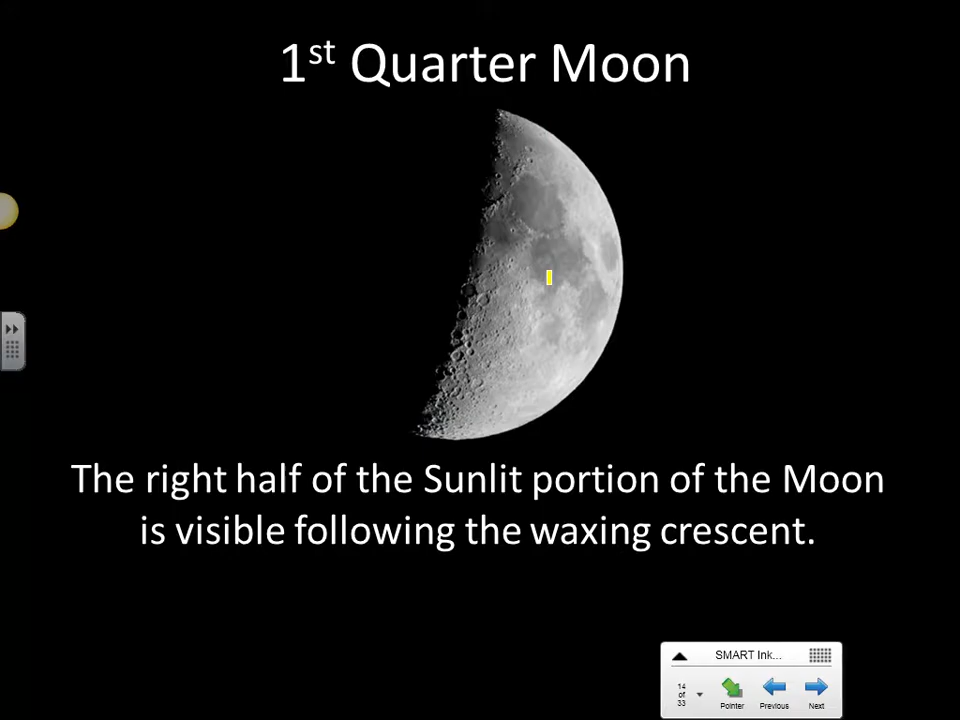 1st Quarter Moon
The right half of the Sunlit portion of the Moon
is visible following the waxing crescent.
SMART Ink...
14
of
33
Pointer Previous Next